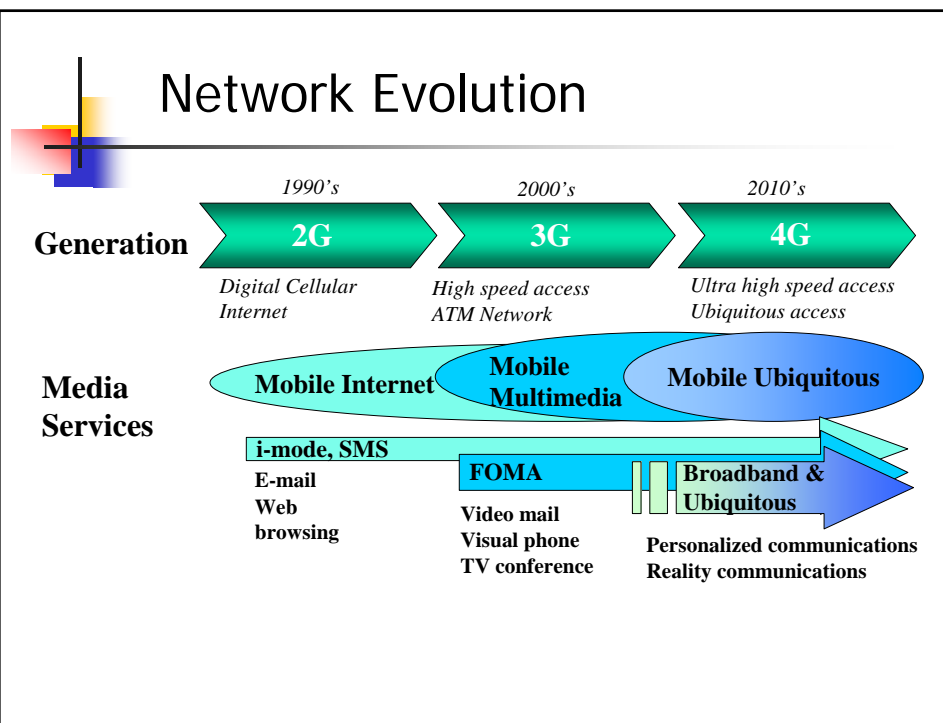 Network Evolution
1990's
2000's
2010's
Generation
2G
3G
4G
Digital Cellular
Internet
High speed access
ATM Network
Ultra high speed access
Ubiquitous access
Media
Services
Mobile Internet
Mobile
Multimedia
Mobile Ubiquitous
i-mode, SMS
E-mail
Web
browsing
FOMA
Video mail
Visual phone
TV conference
Broadband &
Ubiquitous
Personalized communications
Reality communications